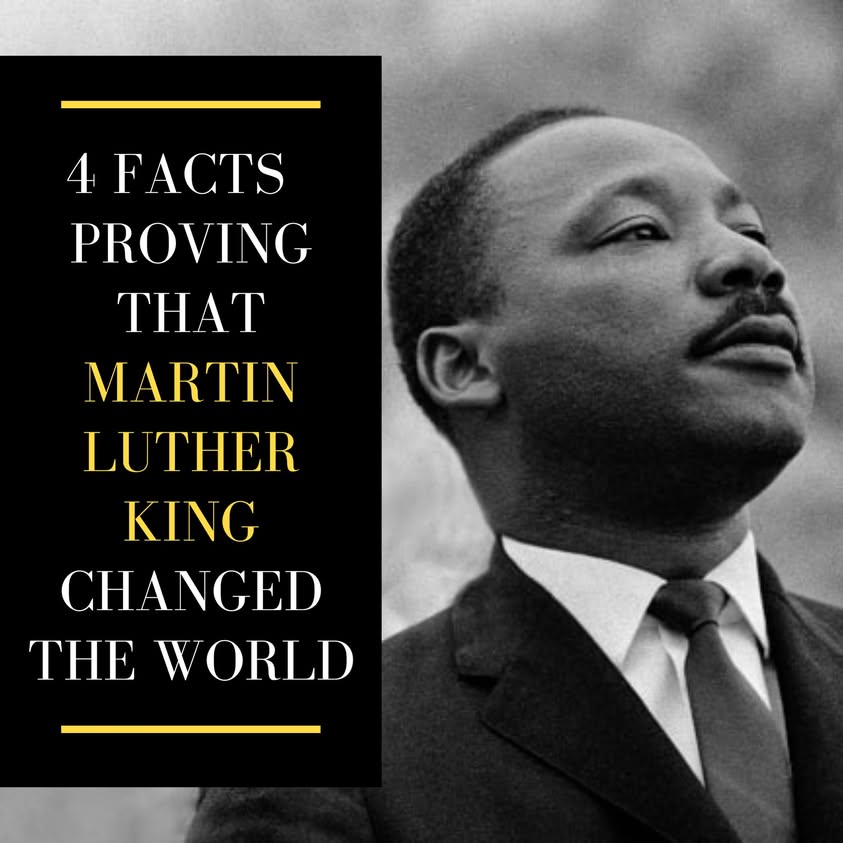 4 FACTS
PROVING
THAT
MARTIN
LUTHER
KING
CHANGED
THE WORLD